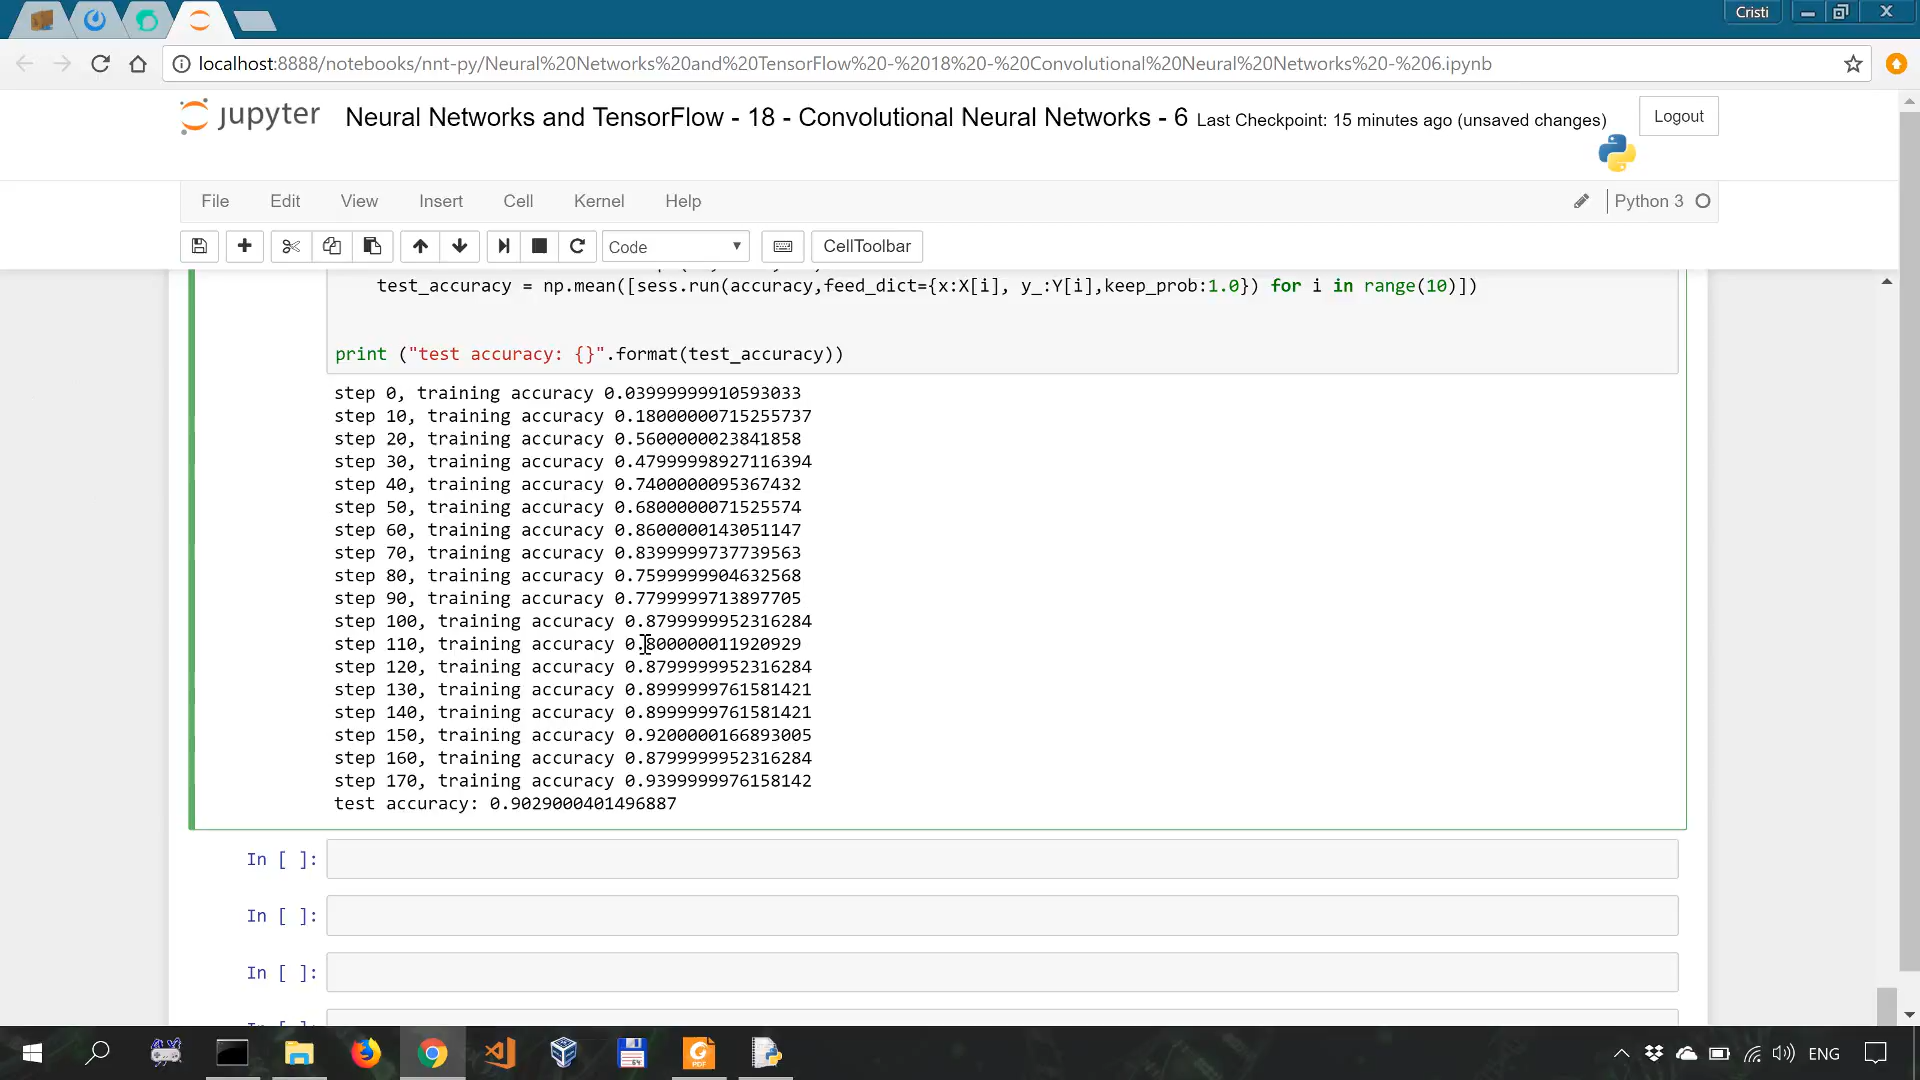 Cristi
localhost:8888/notebooks/nnt-py/Neural%20Networks%20and%20TensorFlow%20-%2018%20-%20Convolutional%20Neural%20Networks%20-%206.ipynb
jupyter Neural Networks and TensorFlow - 18 - Convolutional Neural Networks - 6 Last Checkpoint: 15 minutes ago (unsaved changes) Logout
File Edit View Insert Cell Kernel Help Python 3
Code CellToolbar
test_accuracy = np.mean([sess.run(accuracy,feed_dict={x:X[i], y_:Y[i],keep_prob:1.0}) for i in range(10)])
print ("test accuracy: {}".format(test_accuracy))
step 0, training accuracy 0.03999999910593033
step 10, training accuracy 0.18000000715255737
step 20, training accuracy 0.5600000023841858
step 30, training accuracy 0.47999998927116394
step 40, training accuracy 0.7400000095367432
step 50, training accuracy 0.6800000071525574
step 60, training accuracy 0.8600000143051147
step 70, training accuracy 0.8399999737739563
step 80, training accuracy 0.7599999904632568
step 90, training accuracy 0.7799999713897705
step 100, training accuracy 0.8799999952316284
step 110, training accuracy 0.800000011920929
step 120, training accuracy 0.8799999952316284
step 130, training accuracy 0.8999999761581421
step 140, training accuracy 0.8999999761581421
step 150, training accuracy 0.9200000166893005
step 160, training accuracy 0.8799999952316284
step 170, training accuracy 0.9399999976158142
test accuracy: 0.9029000401496887
In [ ]:
In [ ]:
In [ ]:
ENG